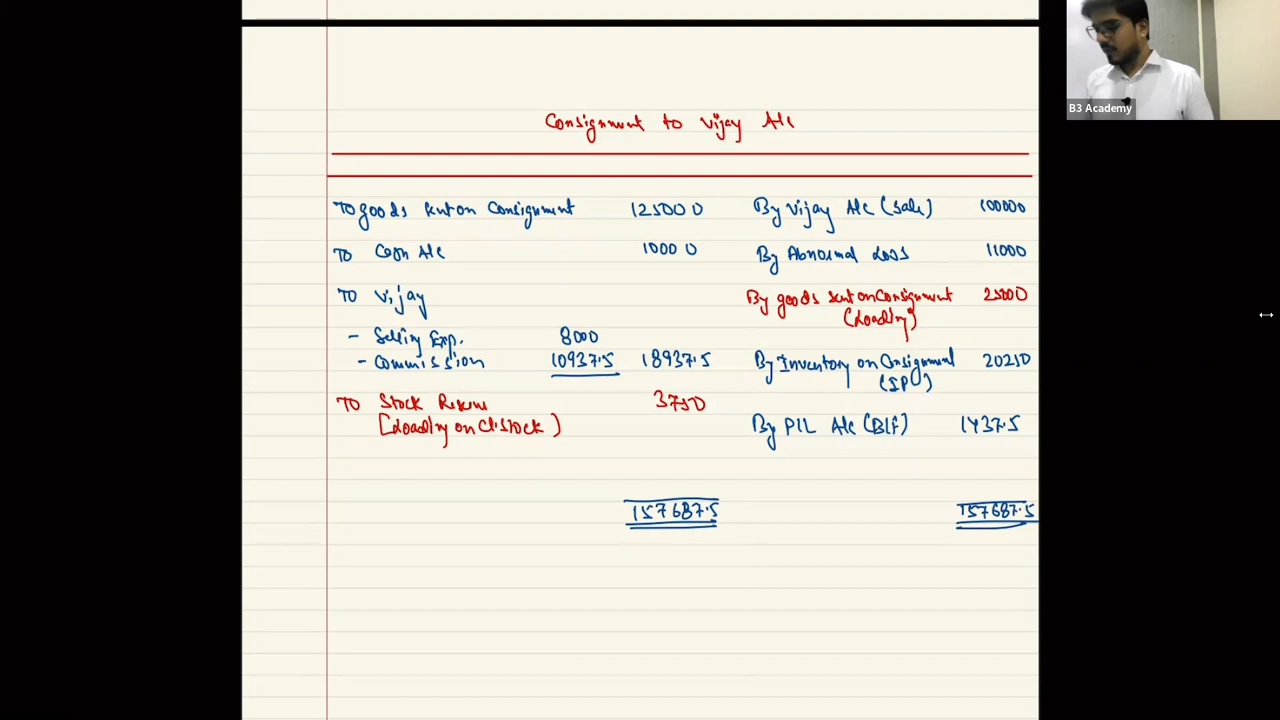 Consignment to Vijay A/c
To goods sent on Consignment 125000 By Vijay A/c (Sale) 100000
To Con A/c 10000 By Abnormal Loss 11000
To Vijay By goods sent on Consignment 25000
(Loading)
- Selling Exp. 8000
- Commission 10937.5 18937.5 By Inventory on Consignment 20250
(IP)
To Stock Reserve 3750
[Loading on Cl. Stock] By P/L A/c (B/f) 1437.5
157687.5 157687.5
B3 Academy